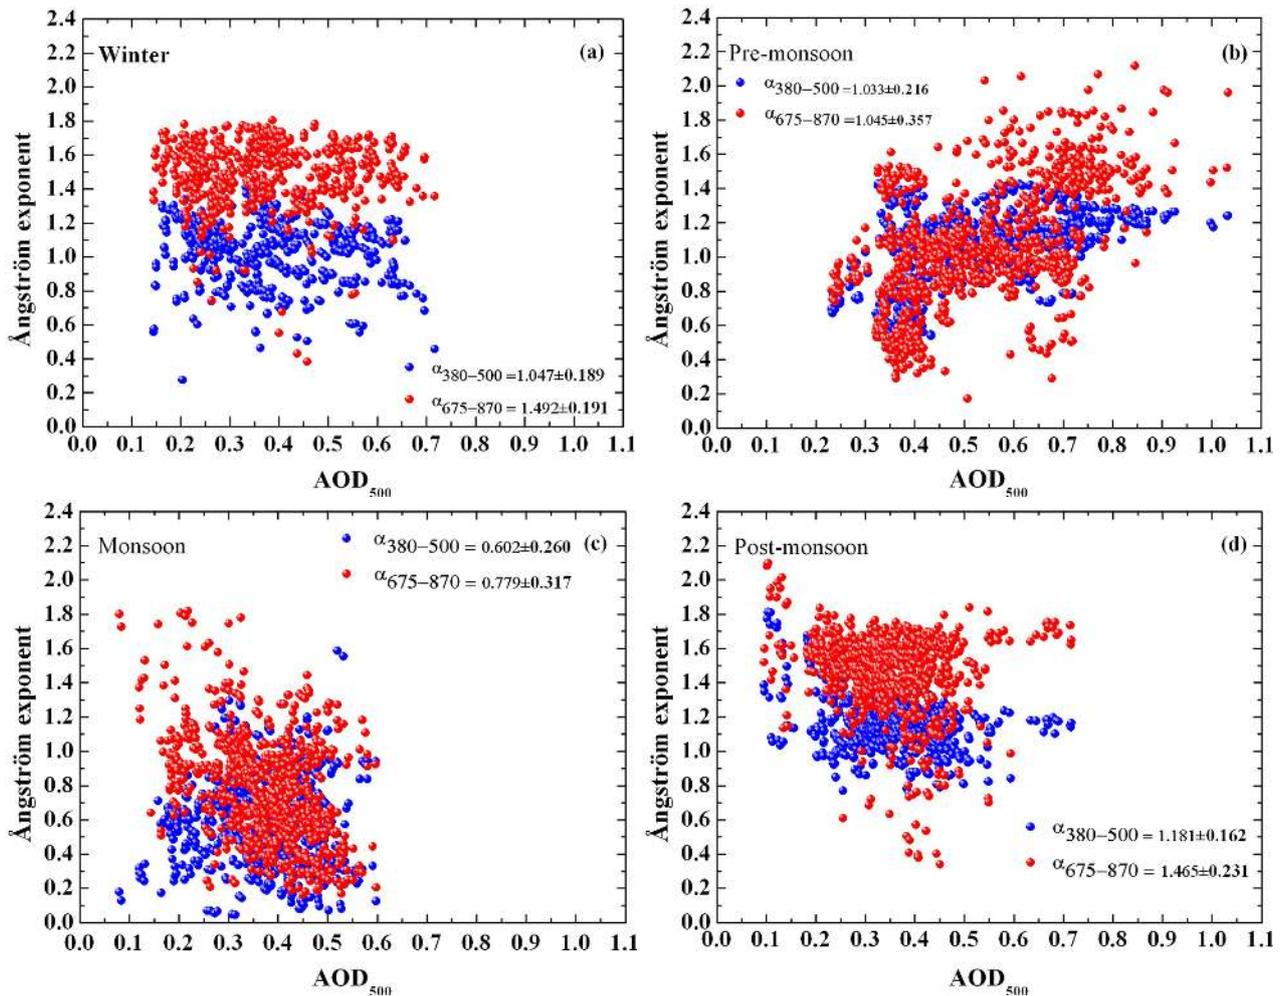 Winter
(a)
Ångström exponent
2.4
2.2
2.0
1.8
1.6
1.4
1.2
1.0
0.8
0.6
0.4
0.2
0.0
α380−500 =1.047±0.189
α675−870 = 1.492±0.191
0.0 0.1 0.2 0.3 0.4 0.5 0.6 0.7 0.8 0.9 1.0 1.1
AOD500
Pre-monsoon
(b)
α380−500 =1.033±0.216
α675−870 =1.045±0.357
Ångström exponent
2.4
2.2
2.0
1.8
1.6
1.4
1.2
1.0
0.8
0.6
0.4
0.2
0.0
0.0 0.1 0.2 0.3 0.4 0.5 0.6 0.7 0.8 0.9 1.0 1.1
AOD500
Monsoon
α380−500 = 0.602±0.260 (c)
α675−870 = 0.779±0.317
Ångström exponent
2.4
2.2
2.0
1.8
1.6
1.4
1.2
1.0
0.8
0.6
0.4
0.2
0.0
0.0 0.1 0.2 0.3 0.4 0.5 0.6 0.7 0.8 0.9 1.0 1.1
AOD500
Post-monsoon
(d)
Ångström exponent
2.4
2.2
2.0
1.8
1.6
1.4
1.2
1.0
0.8
0.6
0.4
0.2
0.0
α380−500 = 1.181±0.162
α675−870 = 1.465±0.231
0.0 0.1 0.2 0.3 0.4 0.5 0.6 0.7 0.8 0.9 1.0 1.1
AOD500